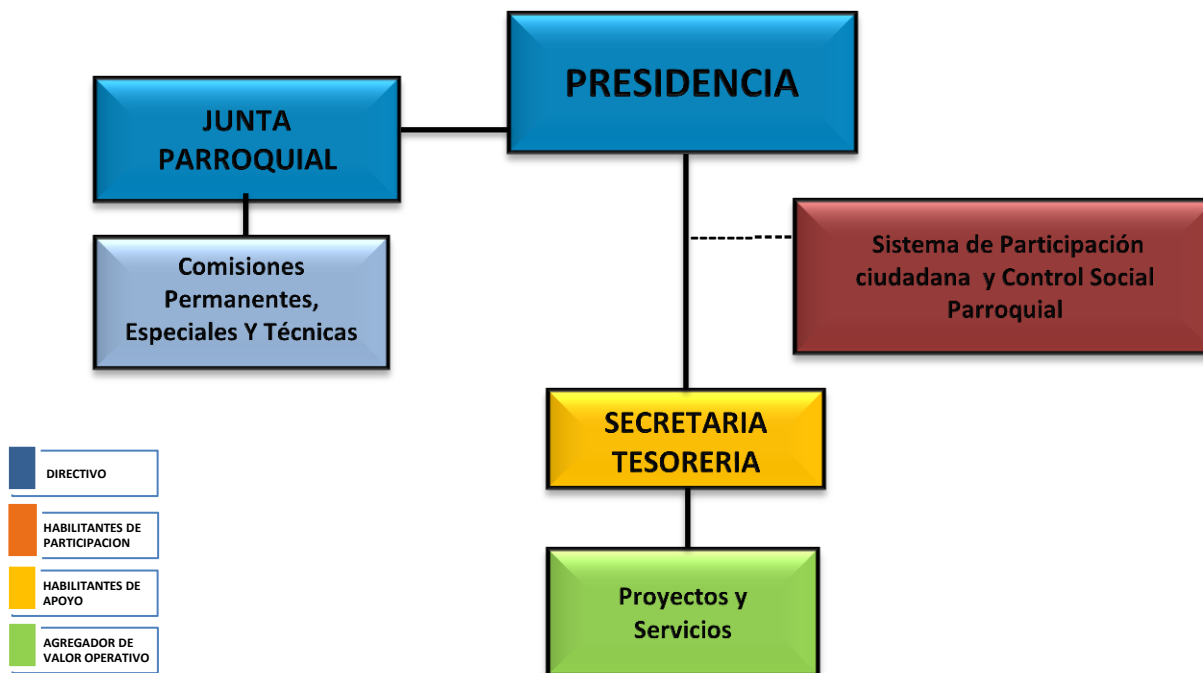 PRESIDENCIA
JUNTA
PARROQUIAL
Comisiones
Permanentes,
Especiales Y Técnicas
Sistema de Participación
ciudadana y Control Social
Parroquial
SECRETARIA
TESORERIA
Proyectos y
Servicios
DIRECTIVO
HABILITANTES DE
PARTICIPACION
HABILITANTES DE
APOYO
AGREGADOR DE
VALOR OPERATIVO